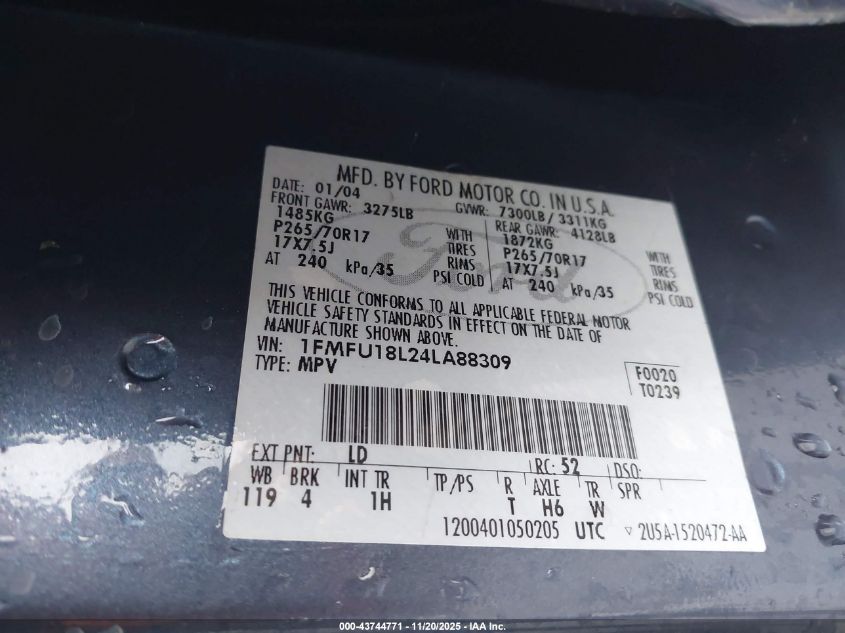 MFD. BY FORD MOTOR CO. IN U.S.A.
DATE: 01/04 GVWR: 7300LB/ 3311KG
FRONT GAWR: 3275LB REAR GAWR: 4128LB
1485KG WITH 1872KG WITH
P265/70R17 TIRES P265/70R17 TIRES
17X7.5J RIMS 17X7.5J RIMS
AT 240 kPa/35 PSI COLD AT 240 kPa/35 PSI COLD
Ford
THIS VEHICLE CONFORMS TO ALL APPLICABLE FEDERAL MOTOR
VEHICLE SAFETY STANDARDS IN EFFECT ON THE DATE OF
MANUFACTURE SHOWN ABOVE.
VIN: 1FMFU18L24LA88309
TYPE: MPV
F0020
T0239
EXT PNT: LD RC: 52 DSO:
WB BRK INT TR TP/PS R AXLE TR SPR
119 4 1H T H6 W
1200401050205 UTC 2U5A-1520472-AA
000-43744771 - 11/20/2025 - IAA Inc.